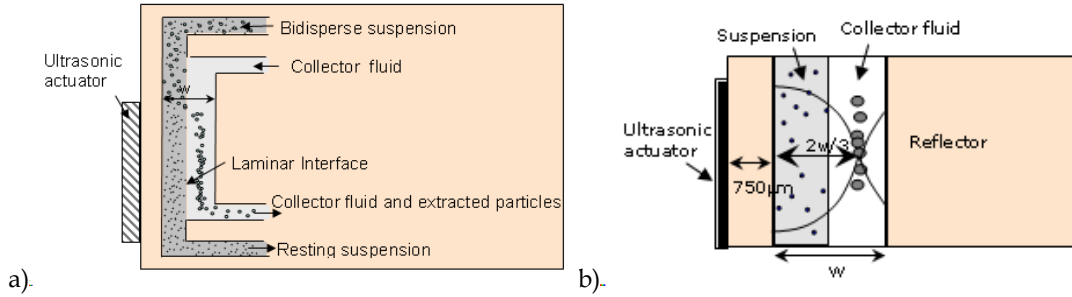 Bidisperse suspension
Ultrasonic
actuator
Collector fluid
w
Laminar Interface
Collector fluid and extracted particles
Resting suspension
a)
Suspension
Collector fluid
Ultrasonic
actuator
2w/3
Reflector
750µm
w
b)